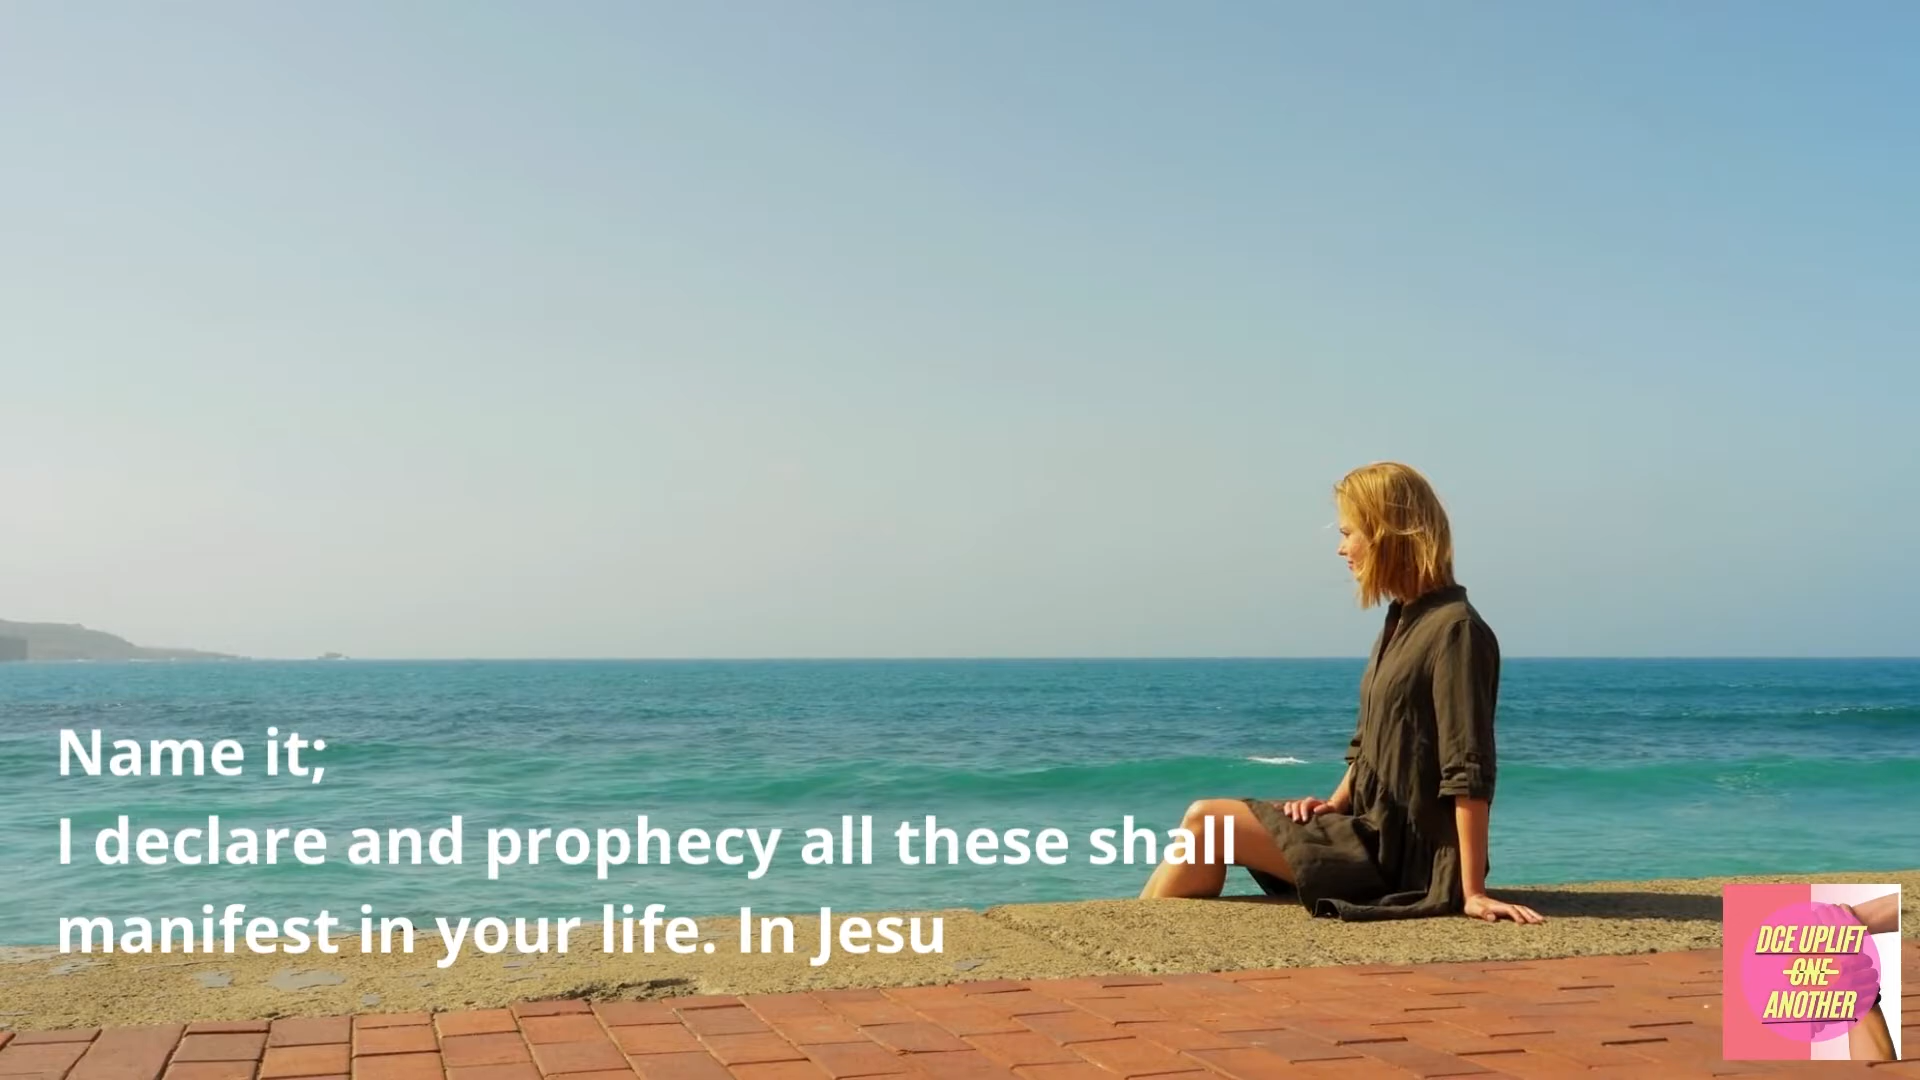 Name it;
I declare and prophecy all these shall
manifest in your life. In Jesu
DCE UPLIFT
ONE
ANOTHER